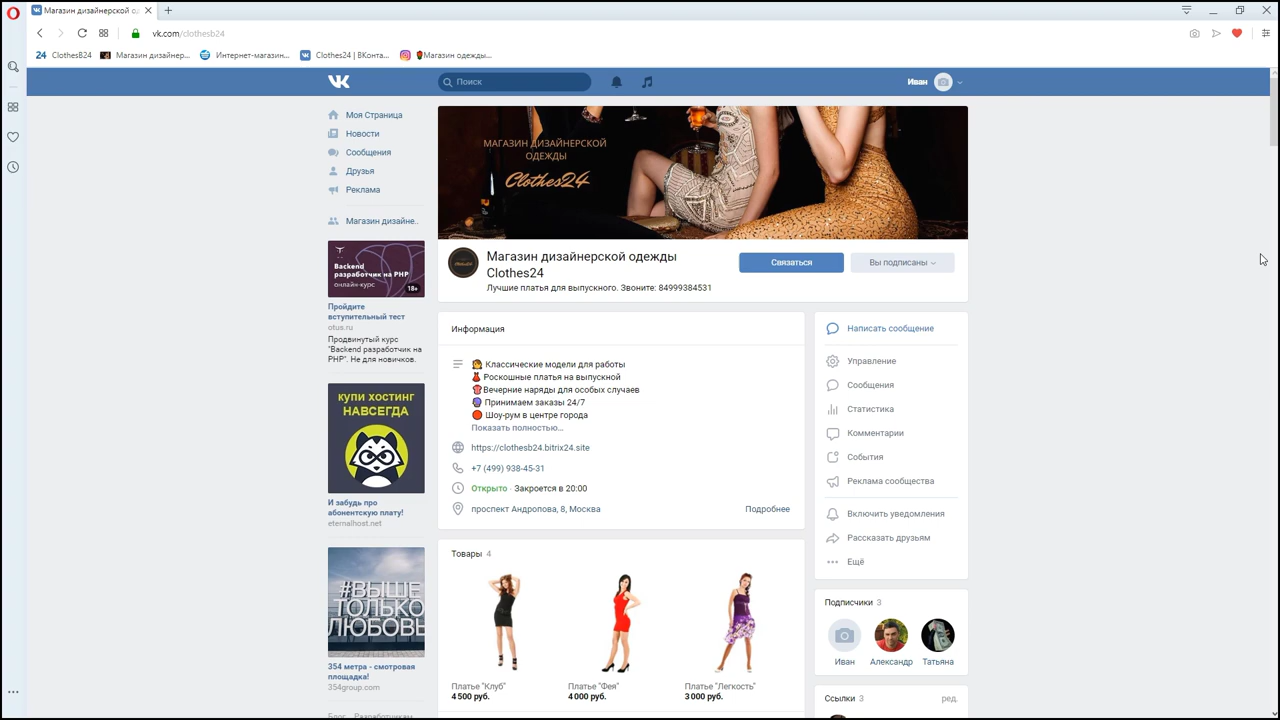 Магазин дизайнерской од
vk.com/clothesb24
24 ClothesB24
Магазин дизайнер...
Интернет-магазин...
Clothes24 | ВКонта...
Магазин одежды...
Поиск
Иван
Моя Страница
Новости
Сообщения
Друзья
Реклама
Магазин дизайне..
Backend
разработчик на PHP
онлайн-курс
18+
Пройдите
вступительный тест
otus.ru
Продвинутый курс
"Backend разработчик на
PHP". Не для новичков.
КУПИ ХОСТИНГ
НАВСЕГДА
И забудь про
абонентскую плату!
eternalhost.net
#ВЫШЕ
ТОЛЬКО
ЛЮБОВЬ
354 метра - смотровая
площадка!
354group.com
Блог Разработчикам
МАГАЗИН ДИЗАЙНЕРСКОЙ
ОДЕЖДЫ
Clothes24
Магазин дизайнерской одежды
Clothes24
Лучшие платья для выпускного. Звоните: 84999384531
Связаться
Вы подписаны
Информация
Классические модели для работы
Роскошные платья на выпускной
Вечерние наряды для особых случаев
Принимаем заказы 24/7
Шоу-рум в центре города
Показать полностью...
https://clothesb24.bitrix24.site
+7 (499) 938-45-31
Открыто · Закроется в 20:00
проспект Андропова, 8, Москва
Подробнее
Товары 4
Платье "Клуб"
4 500 руб.
Платье "Фея"
4 000 руб.
Платье "Легкость"
3 000 руб.
Написать сообщение
Управление
Сообщения
Статистика
Комментарии
События
Реклама сообщества
Включить уведомления
Рассказать друзьям
Ещё
Подписчики 3
Иван
Александр
Татьяна
Ссылки 3
ред.